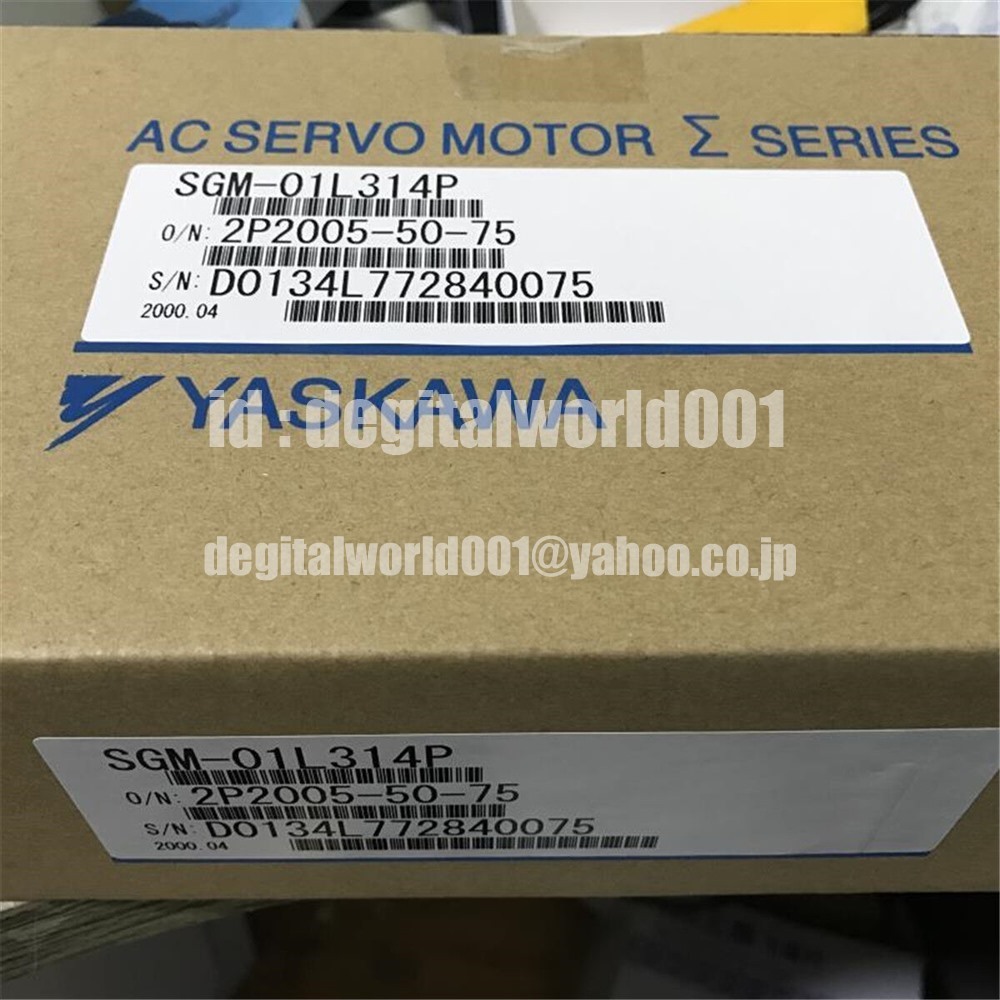 AC SERVO MOTOR Σ SERIES
SGM-01L314P
O/N: 2P2005-50-75
S/N: D0134L772840075
2000.04
YASKAWA
id : degitalworld001
degitalworld001@yahoo.co.jp
SGM-01L314P
O/N: 2P2005-50-75
S/N: D0134L772840075
2000.04